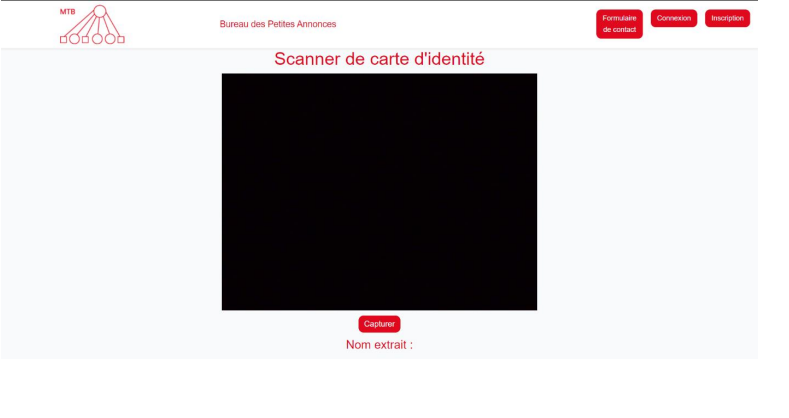 MTB
Bureau des Petites Annonces
Formulaire
de contact
Connexion
Inscription
Scanner de carte d'identité
Capturer
Nom extrait :